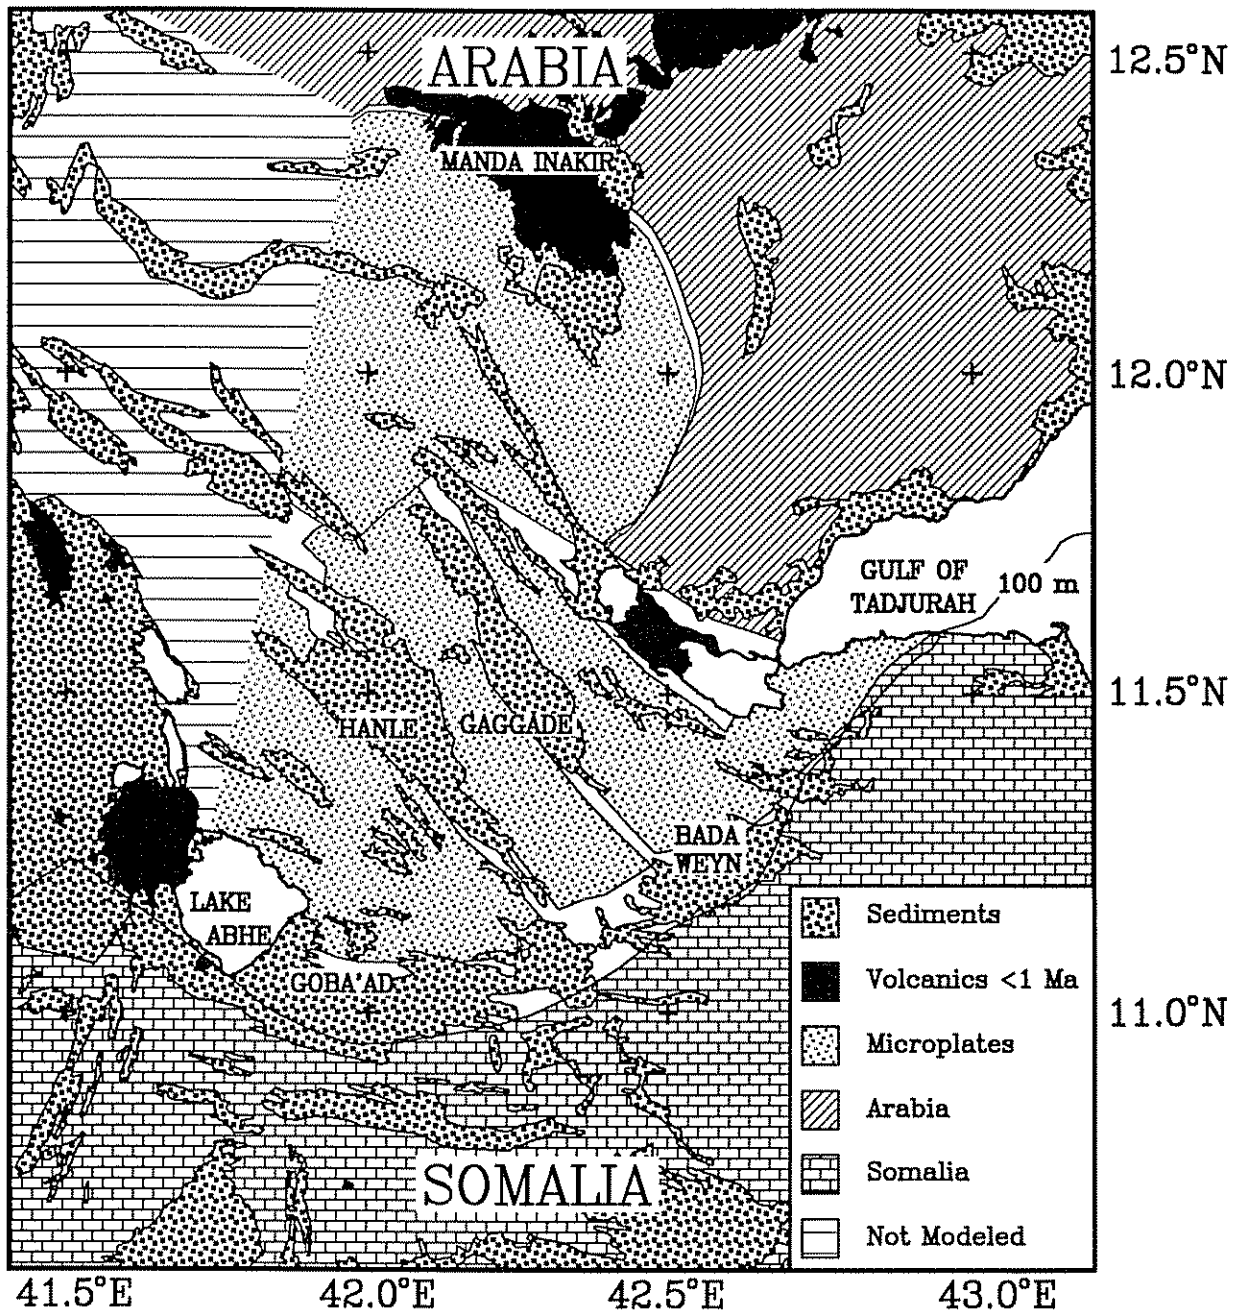 ARABIA
12.5°N
MANDA INAKIR
12.0°N
GULF OF
TADJURAH
100 m
11.5°N
HANLE
GAGGADE
BADA
WEYN
LAKE
ABHE
GOBA'AD
11.0°N
Sediments
Volcanics <1 Ma
Microplates
Arabia
Somalia
Not Modeled
SOMALIA
41.5°E
42.0°E
42.5°E
43.0°E